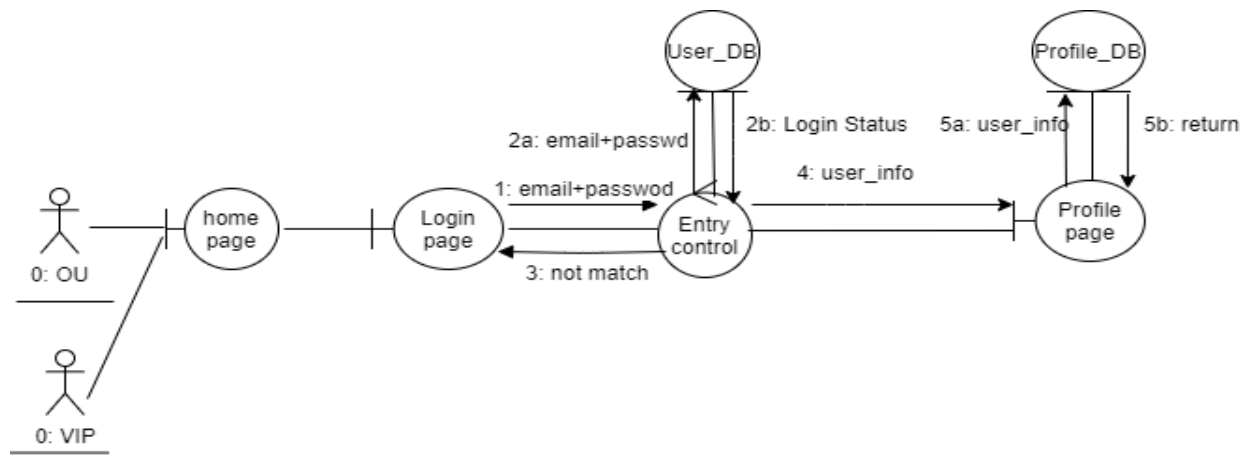 User_DB
Profile_DB
2a: email+passwd
2b: Login Status
5a: user_info
5b: return
1: email+passwod
4: user_info
home
page
Login
page
Entry
control
Profile
page
3: not match
0: OU
0: VIP